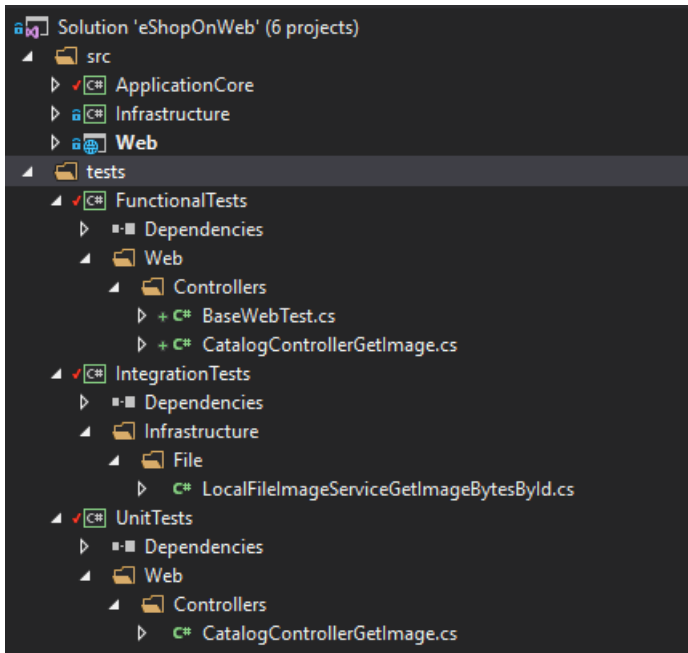 Solution 'eShopOnWeb' (6 projects)
src
C# ApplicationCore
C# Infrastructure
Web
tests
C# FunctionalTests
Dependencies
Web
Controllers
+ C# BaseWebTest.cs
+ C# CatalogControllerGetImage.cs
C# IntegrationTests
Dependencies
Infrastructure
File
C# LocalFileImageServiceGetImageBytesById.cs
C# UnitTests
Dependencies
Web
Controllers
C# CatalogControllerGetImage.cs